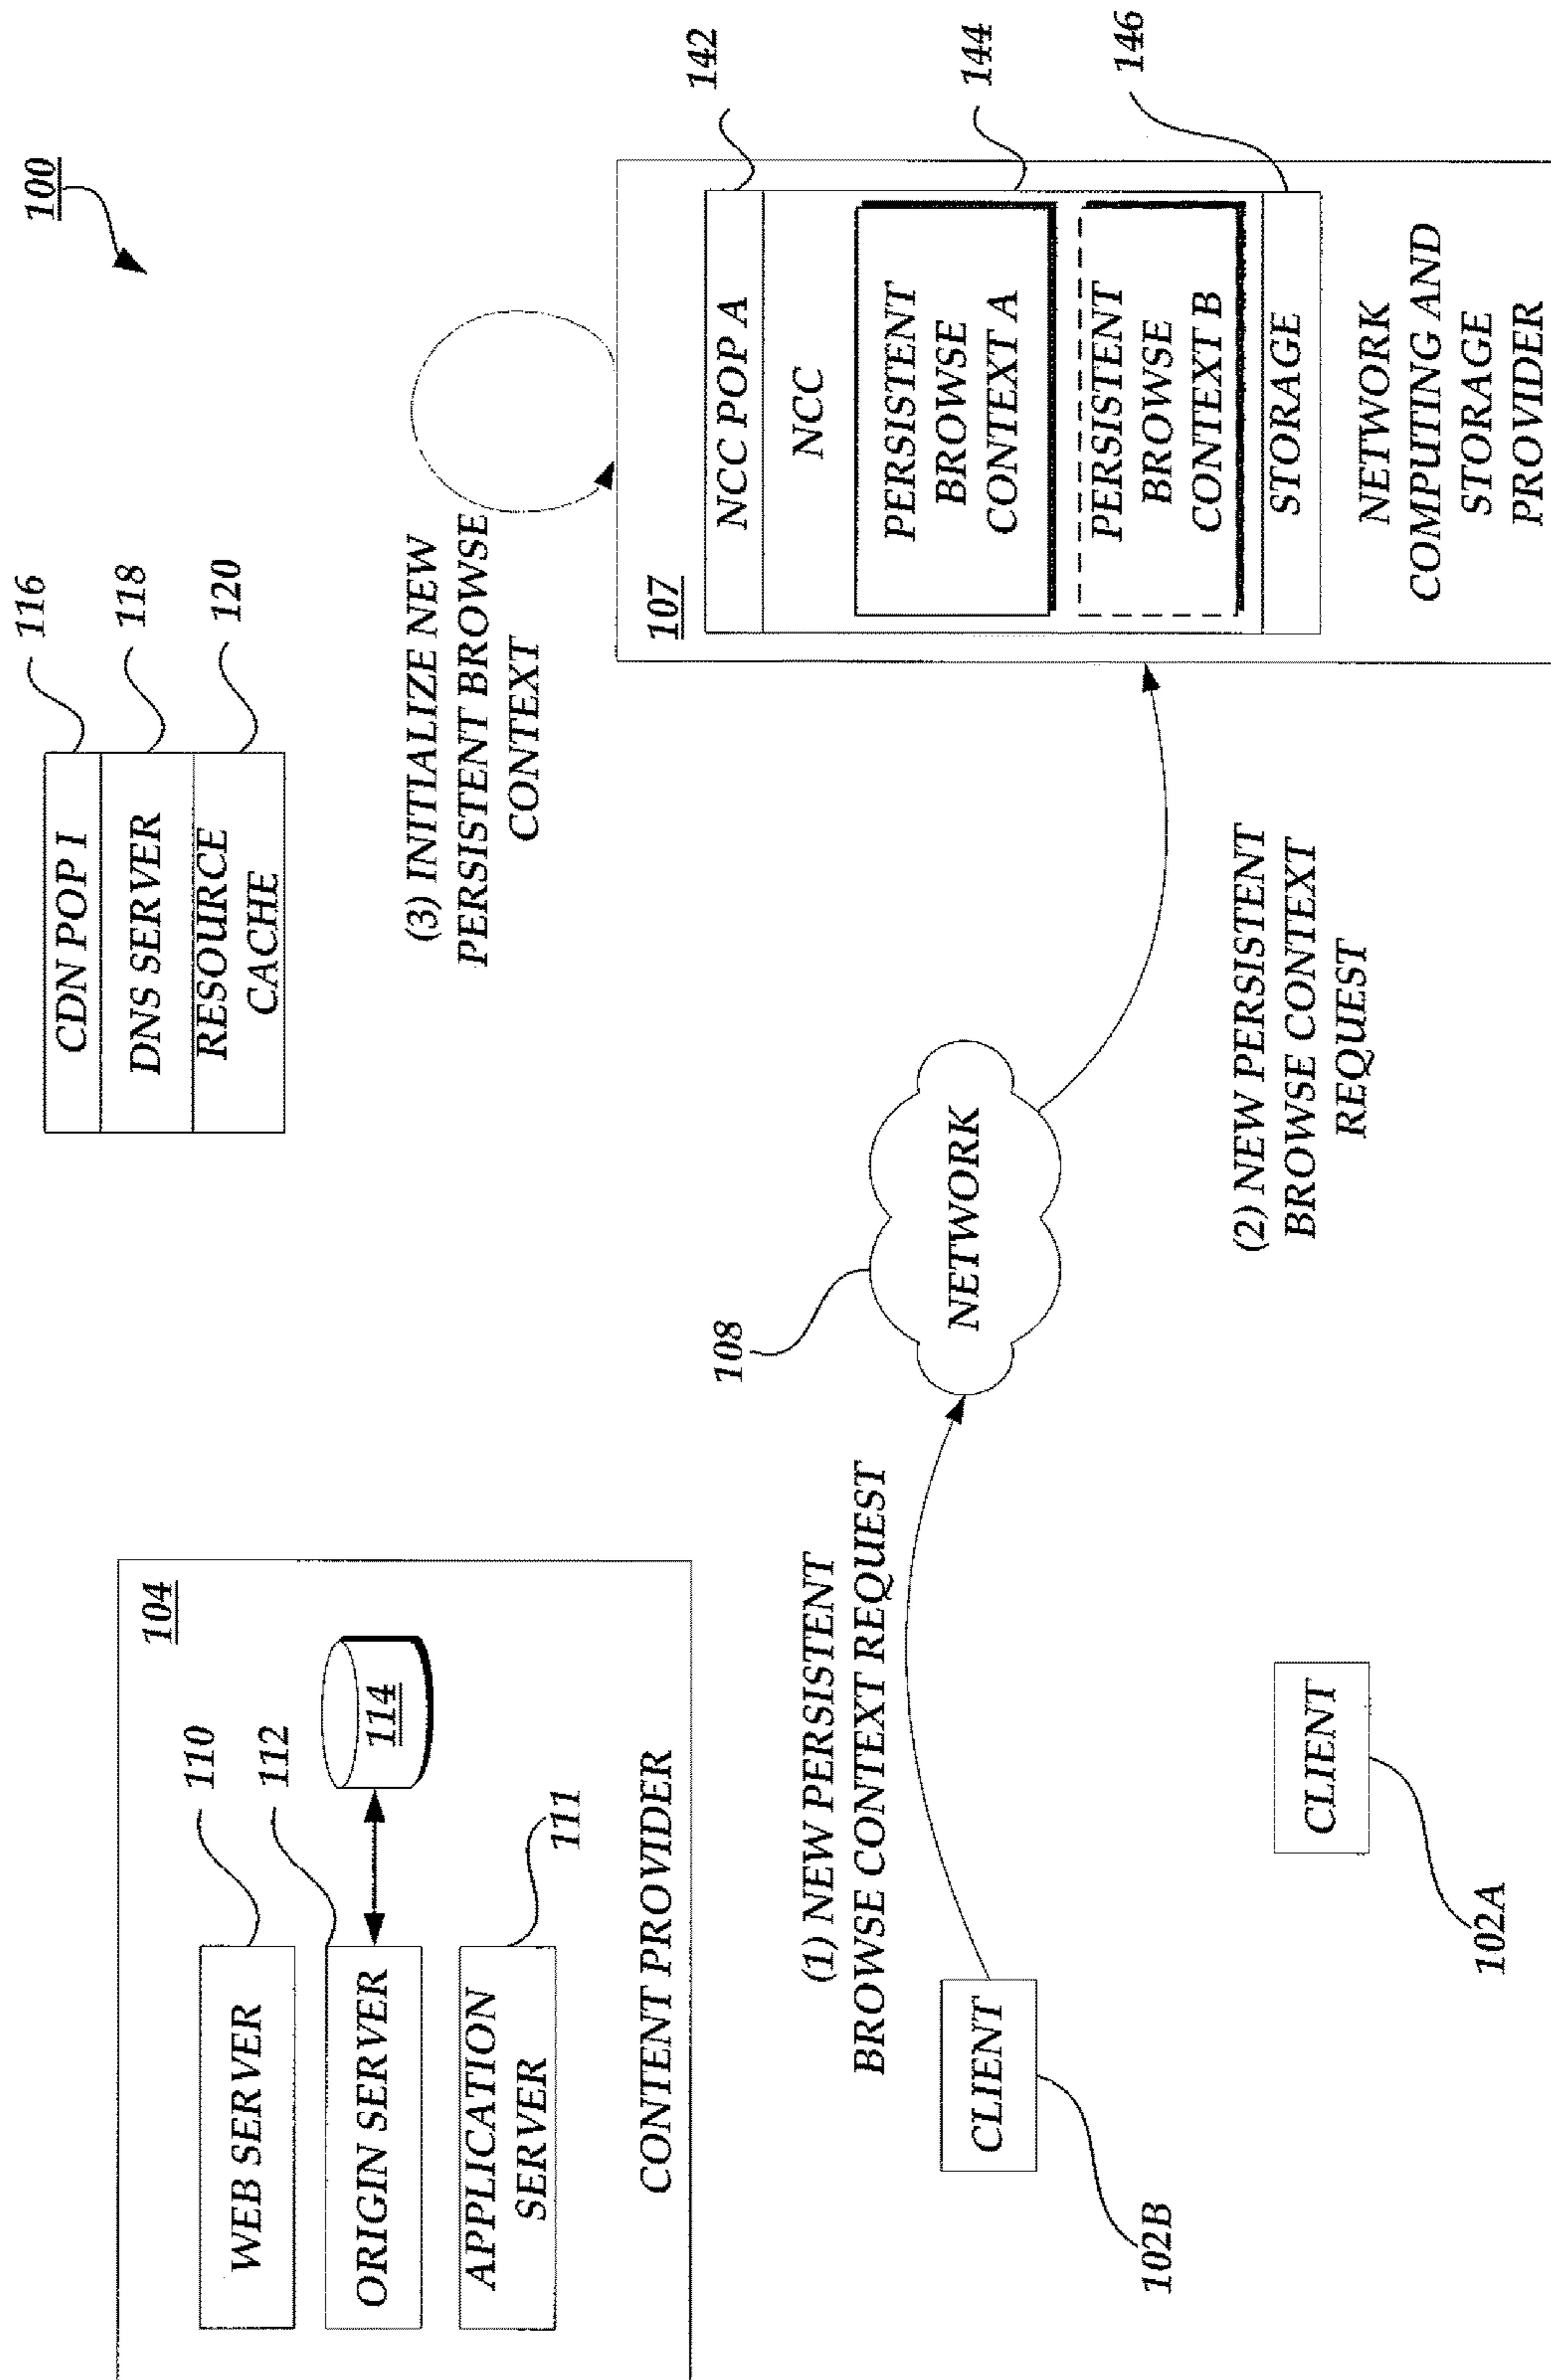 100
104
WEB SERVER
110
ORIGIN SERVER
112
114
APPLICATION
SERVER
111
CONTENT PROVIDER
CDN POP 1
116
DNS SERVER
118
RESOURCE
CACHE
120
(3) INITIALIZE NEW
PERSISTENT BROWSE
CONTEXT
108
NETWORK
(1) NEW PERSISTENT
BROWSE CONTEXT REQUEST
CLIENT
102B
CLIENT
102A
(2) NEW PERSISTENT
BROWSE CONTEXT
REQUEST
107
NCC POP A
142
NCC
PERSISTENT
BROWSE
CONTEXT A
144
PERSISTENT
BROWSE
CONTEXT B
STORAGE
146
NETWORK
COMPUTING AND
STORAGE
PROVIDER